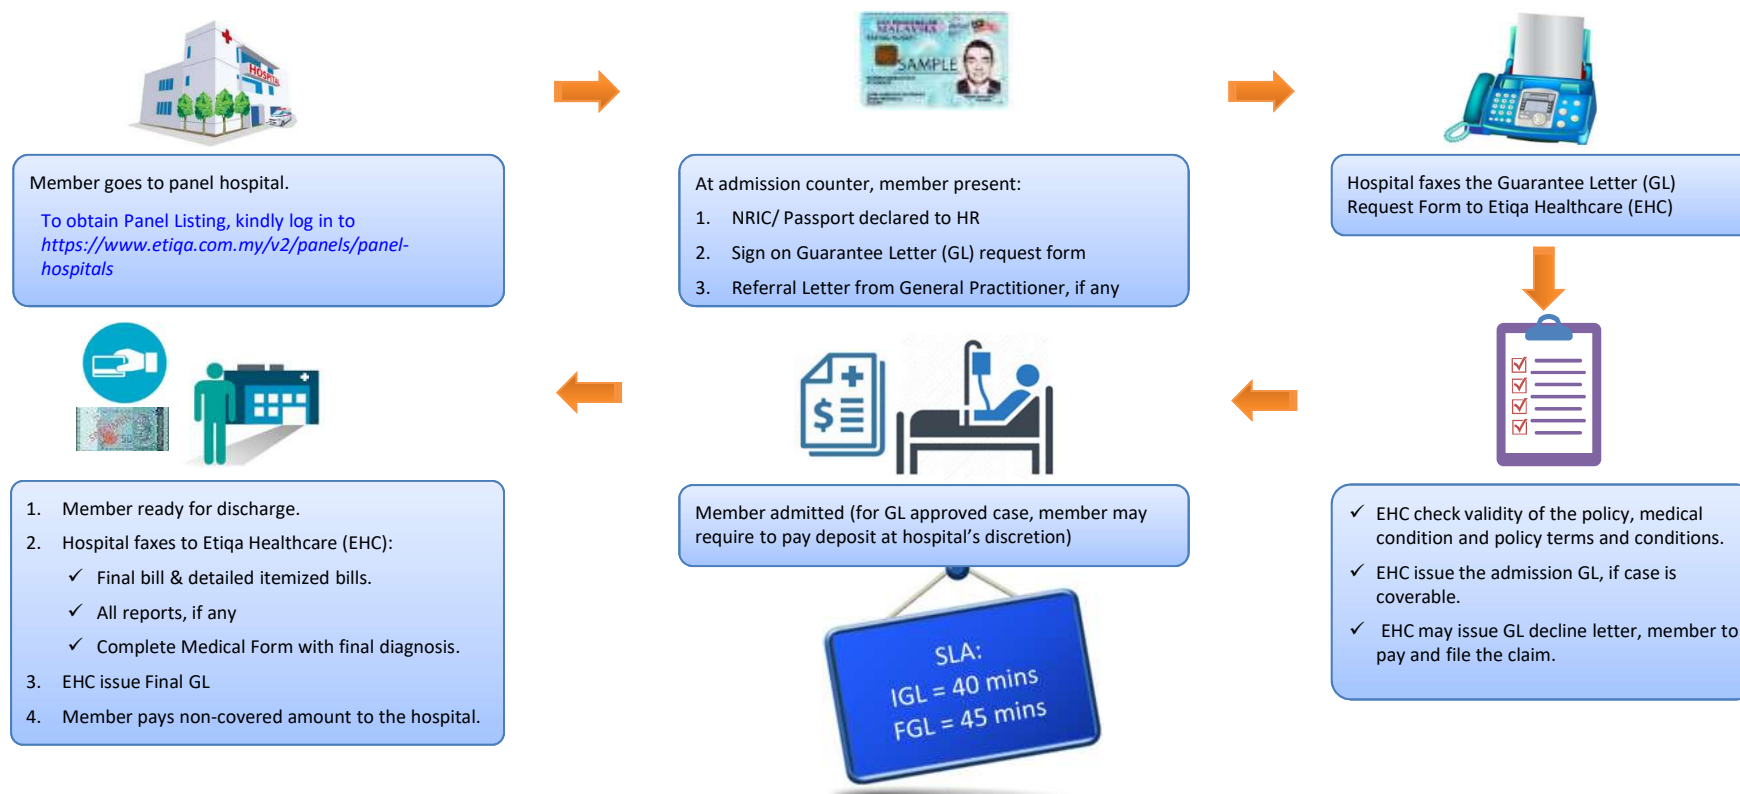 HOSPITAL
MALAYSIA
SAMPLE
Member goes to panel hospital.
To obtain Panel Listing, kindly log in to
https://www.etiqa.com.my/v2/panels/panel-
hospitals
At admission counter, member present:
1. NRIC/ Passport declared to HR
2. Sign on Guarantee Letter (GL) request form
3. Referral Letter from General Practitioner, if any
Hospital faxes the Guarantee Letter (GL)
Request Form to Etiqa Healthcare (EHC)
✓ EHC check validity of the policy, medical
condition and policy terms and conditions.
✓ EHC issue the admission GL, if case is
coverable.
✓ EHC may issue GL decline letter, member to
pay and file the claim.
Member admitted (for GL approved case, member may
require to pay deposit at hospital's discretion)
SLA:
IGL = 40 mins
FGL = 45 mins
50
1. Member ready for discharge.
2. Hospital faxes to Etiqa Healthcare (EHC):
✓ Final bill & detailed itemized bills.
✓ All reports, if any
✓ Complete Medical Form with final diagnosis.
3. EHC issue Final GL
4. Member pays non-covered amount to the hospital.